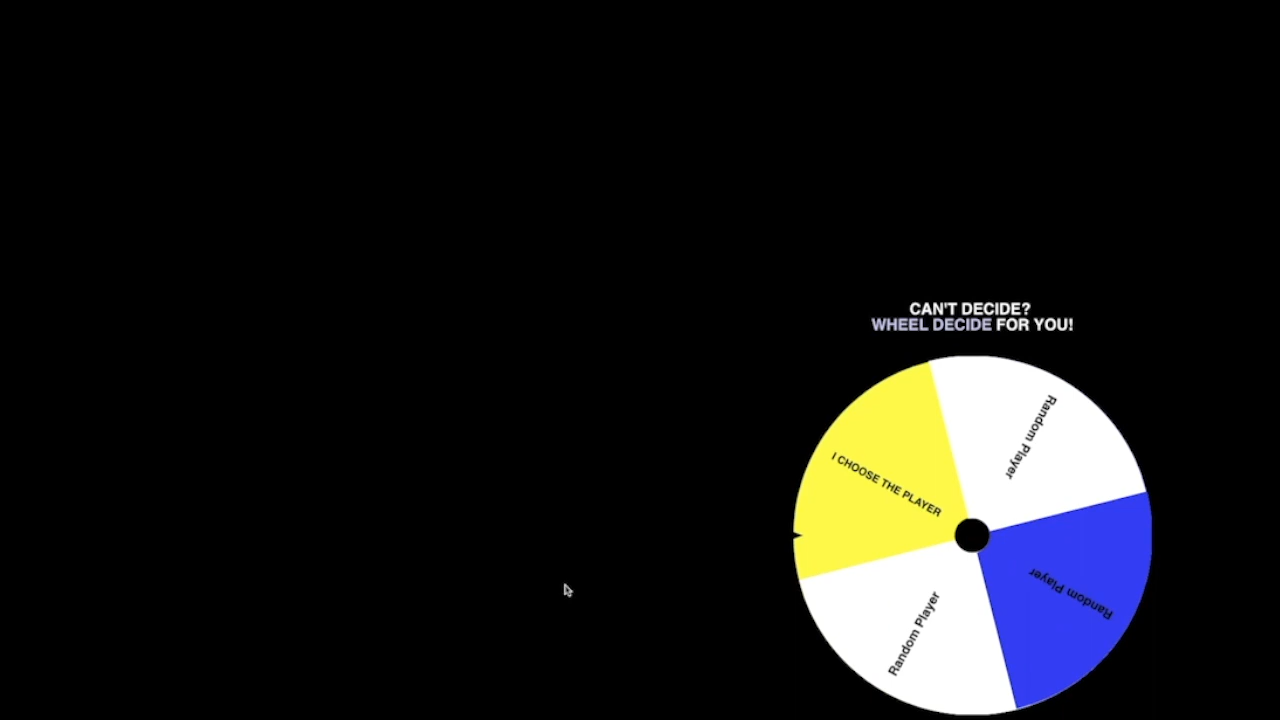 CAN'T DECIDE?
WHEEL DECIDE FOR YOU!
Random Player
I CHOOSE THE PLAYER
Random Player
Random Player